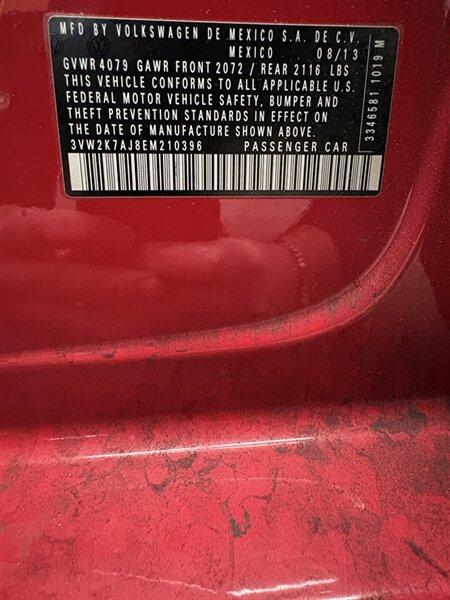 MFD BY VOLKSWAGEN DE MEXICO S.A. DE C.V.
MEXICO 08/13
GVWR 4079 GAWR FRONT 2072 / REAR 2116 LBS
THIS VEHICLE CONFORMS TO ALL APPLICABLE U.S.
FEDERAL MOTOR VEHICLE SAFETY, BUMPER AND
THEFT PREVENTION STANDARDS IN EFFECT ON
THE DATE OF MANUFACTURE SHOWN ABOVE.
3VW2K7AJ8EM210396 PASSENGER CAR
3346581 1019 M